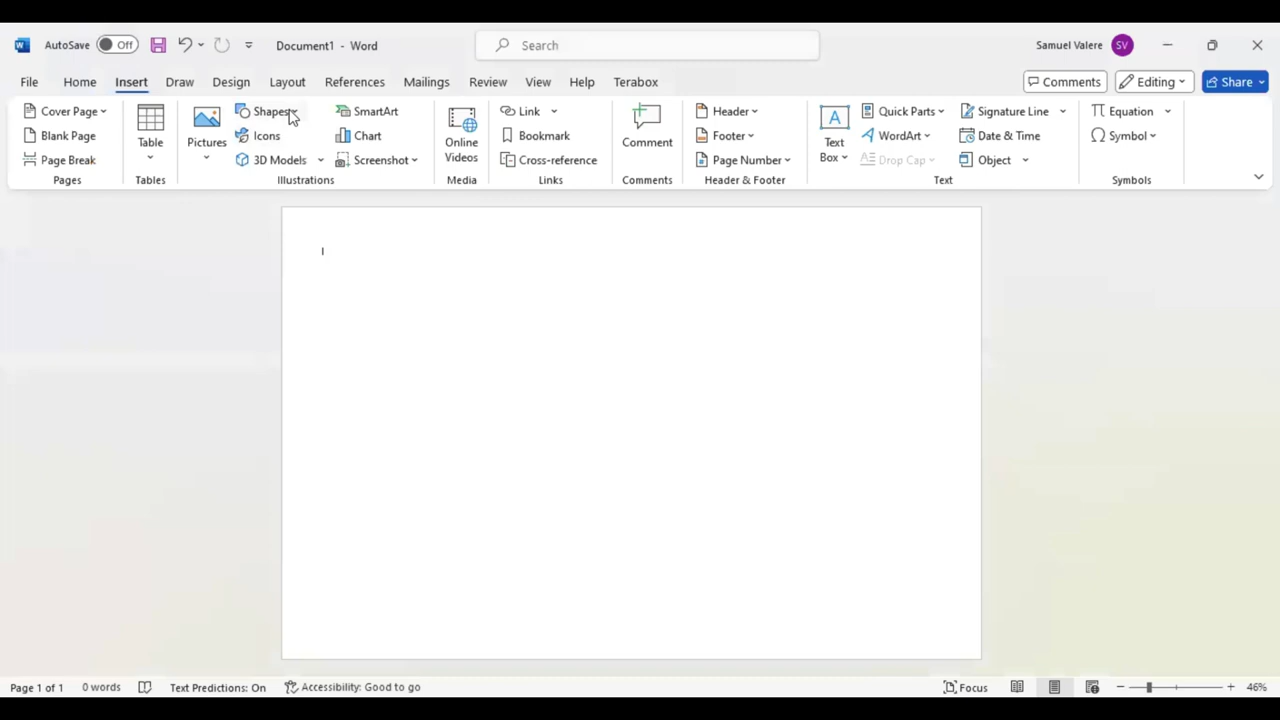 AutoSave Off Document1 - Word Search Samuel Valere SV
File Home Insert Draw Design Layout References Mailings Review View Help Terabox Comments Editing Share
Cover Page Shapes SmartArt Link Header Quick Parts Signature Line Equation
Blank Page Icons Chart Bookmark Footer WordArt Date & Time Symbol
Table Pictures Online Comment Text
Page Break 3D Models Screenshot Videos Cross-reference Page Number Box Drop Cap Object
Pages Tables Illustrations Media Links Comments Header & Footer Text Symbols
Page 1 of 1 0 words Text Predictions: On Accessibility: Good to go Focus 46%